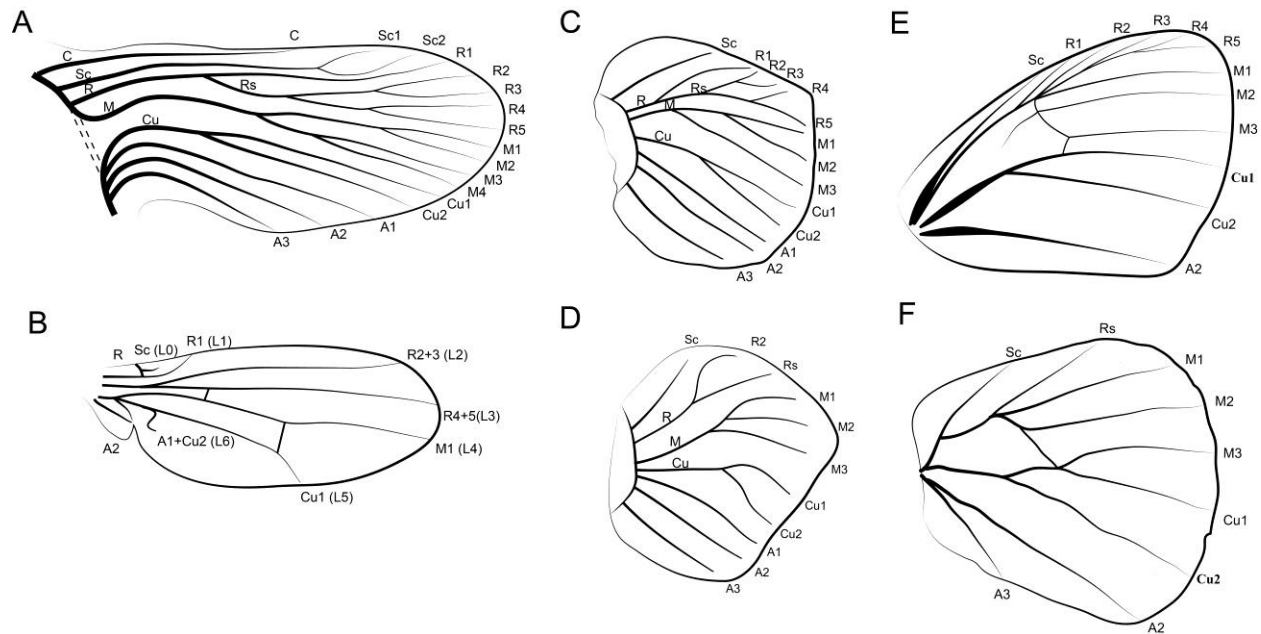 A
C
Sc
R
M
Cu
Rs
C
Sc1
Sc2
R1
R2
R3
R4
R5
M1
M2
M3
M4
Cu1
Cu2
A1
A2
A3
B
R
Sc (L0)
R1 (L1)
R2+3 (L2)
R4+5(L3)
M1 (L4)
Cu1 (L5)
A1+Cu2 (L6)
A2
C
R
M
Rs
Cu
Sc
R1
R2
R3
R4
R5
M1
M2
M3
Cu1
Cu2
A1
A2
A3
D
R
M
Cu
Sc
R2
Rs
M1
M2
M3
Cu1
Cu2
A1
A2
A3
E
Sc
R1
R2
R3
R4
R5
M1
M2
M3
Cu1
Cu2
A2
F
Sc
Rs
M1
M2
M3
Cu1
Cu2
A2
A3